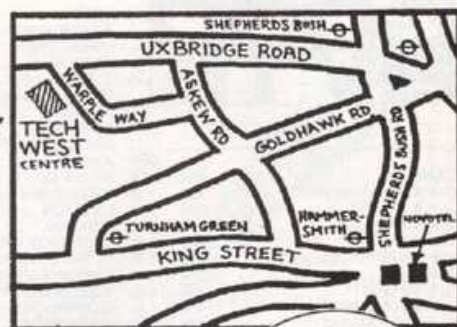 SHEPHERDS BUSH
UXBRIDGE ROAD
WARPLE WAY
ASKEW RD
GOLDHAWK RD
TECH
WEST
CENTRE
SHEPHERDS BUSH RD
TURNHAM GREEN
HAMMER-
SMITH
NOVOTEL
KING STREET